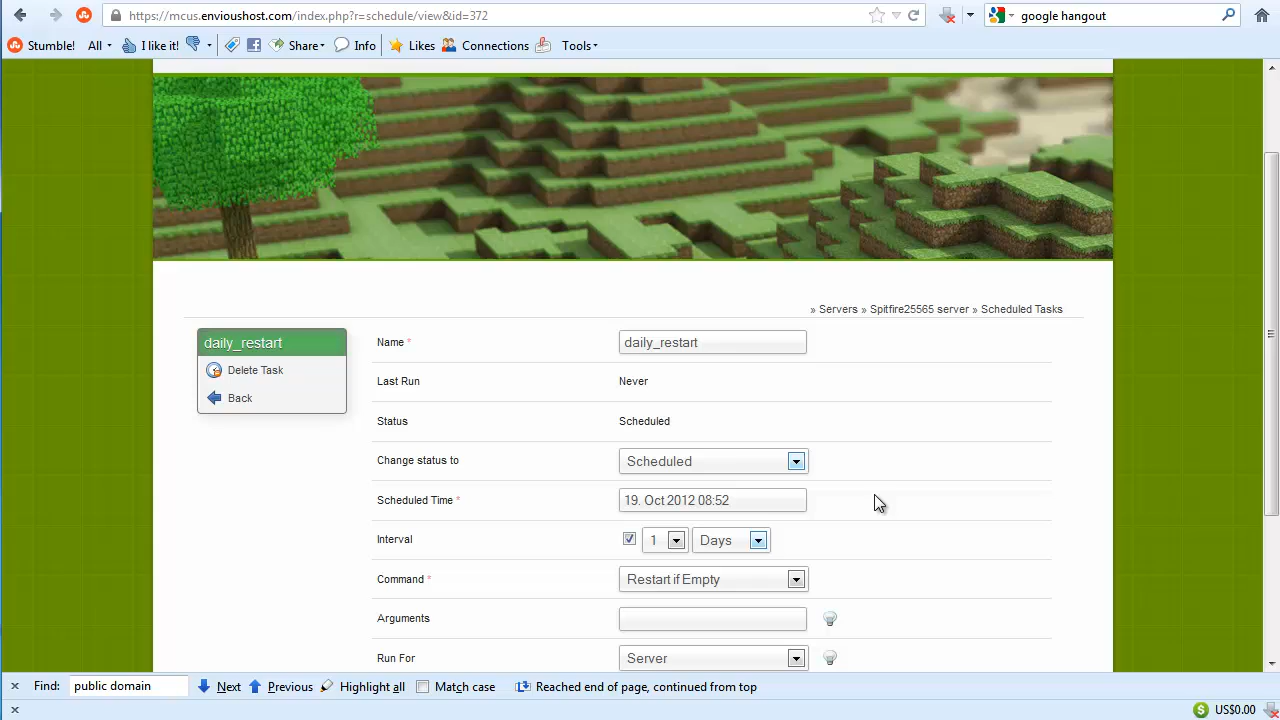 https://mcus.envioushost.com/index.php?r=schedule/view&id=372
google hangout
Stumble! All I like it! Share Info Likes Connections Tools
» Servers » Spitfire25565 server » Scheduled Tasks
daily_restart
Delete Task
Back
Name * daily_restart
Last Run Never
Status Scheduled
Change status to Scheduled
Scheduled Time * 19. Oct 2012 08:52
Interval 1 Days
Command * Restart if Empty
Arguments
Run For Server
Find: public domain Next Previous Highlight all Match case Reached end of page, continued from top
US$0.00